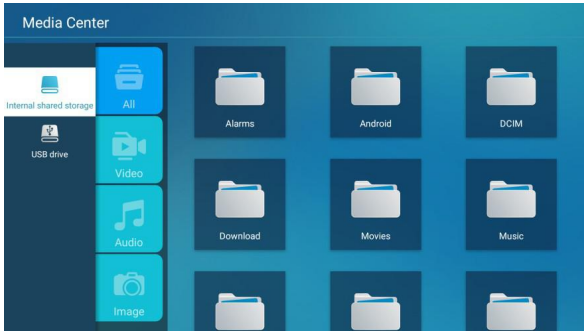 Media Center
Internal shared storage
USB drive
All
Video
Audio
Image
Alarms
Android
DCIM
Download
Movies
Music